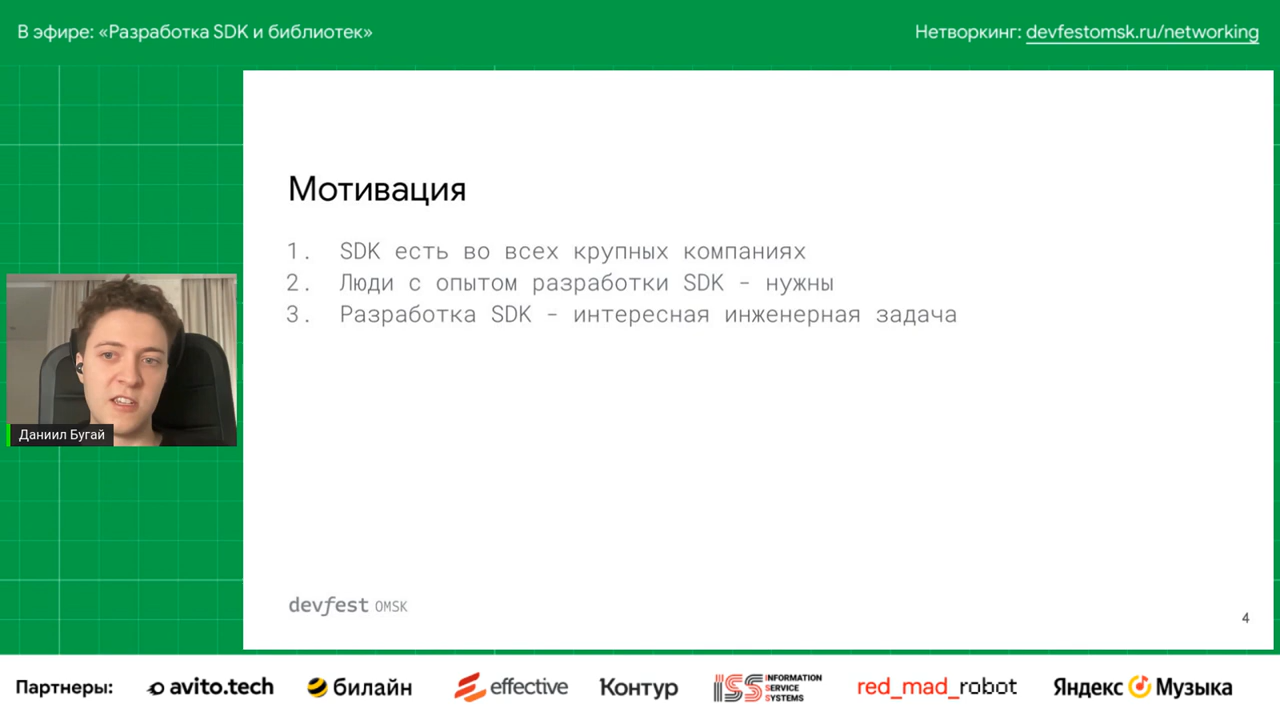 В эфире: «Разработка SDK и библиотек»
Нетворкинг: devfestomsk.ru/networking
Мотивация
1. SDK есть во всех крупных компаниях
2. Люди с опытом разработки SDK - нужны
3. Разработка SDK - интересная инженерная задача
Даниил Бугай
devfest OMSK
4
Партнеры: avito.tech билайн effective Контур ISS INFORMATION SERVICE SYSTEMS red_mad_robot Яндекс Музыка